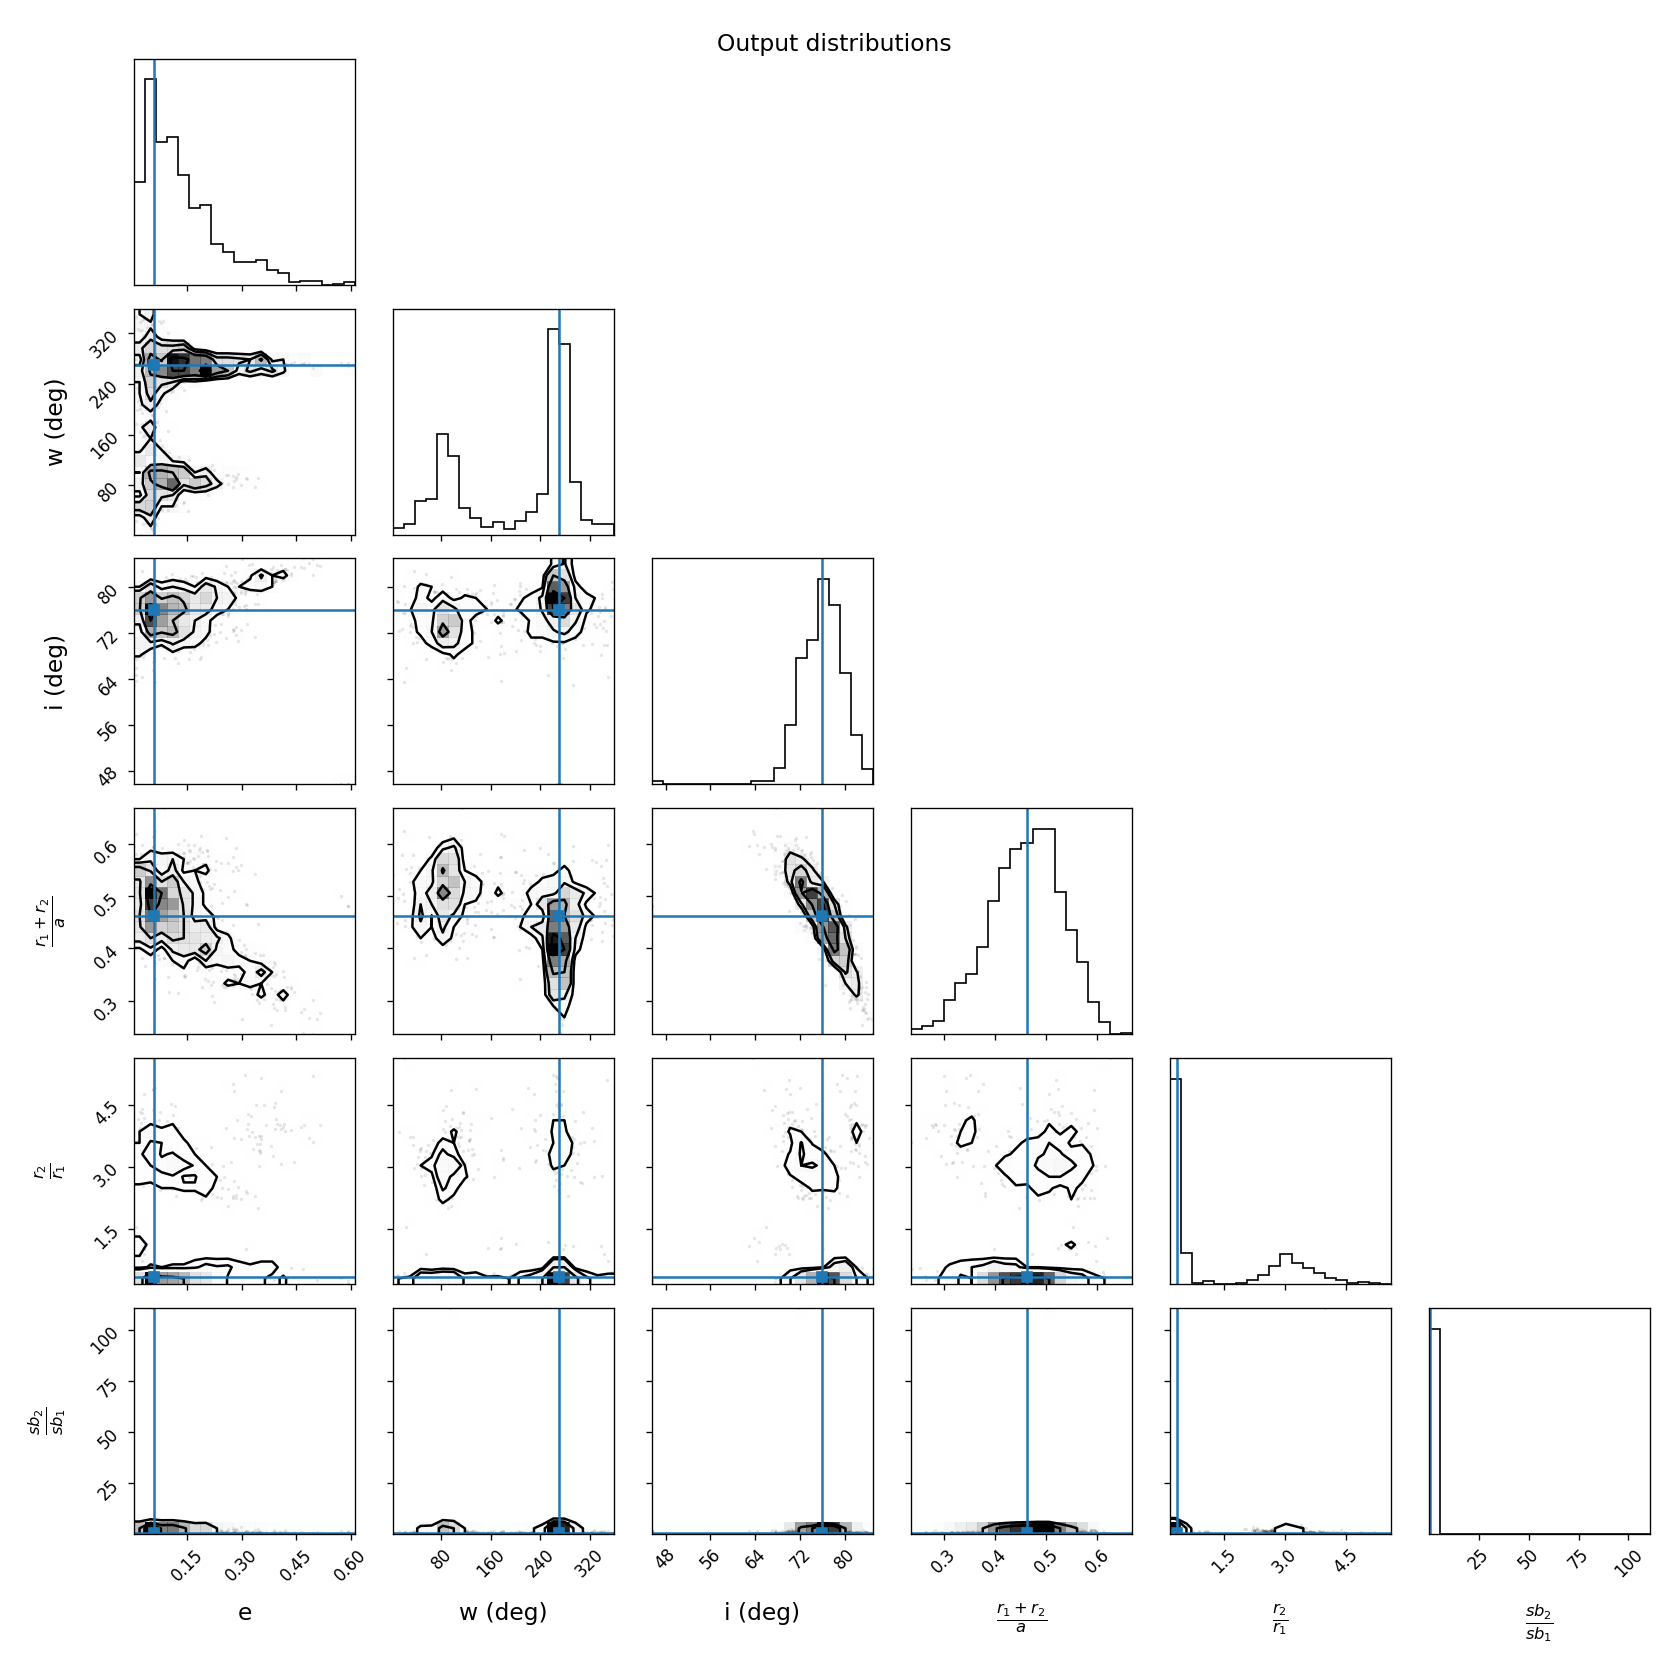 Output distributions
w (deg)
320
240
160
80
i (deg)
80
72
64
56
48
r₁ + r₂ / a
0.6
0.5
0.4
0.3
r₂ / r₁
4.5
3.0
1.5
sb₂ / sb₁
100
75
50
25
0.15 0.30 0.45 0.60 80 160 240 320 48 56 64 72 80 0.3 0.4 0.5 0.6 1.5 3.0 4.5 25 50 75 100
e w (deg) i (deg) r₁ + r₂ / a r₂ / r₁ sb₂ / sb₁